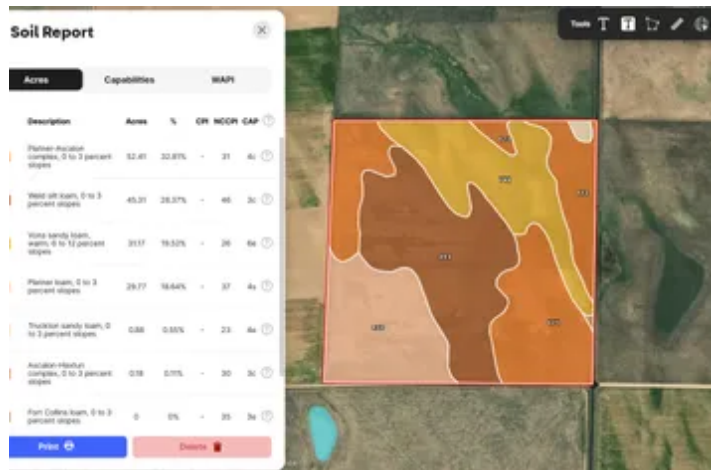 Soil Report
Acres Capabilities WAPI
Description Acres % CPI NCCPI CAP
Platner-Ascalon
complex, 0 to 3 percent
slopes
52.41 32.81% - 31 4c
Weld silt loam, 0 to 3
percent slopes
45.31 28.37% - 46 3c
Vona sandy loam,
warm, 0 to 12 percent
slopes
31.17 19.52% - 26 6e
Platner loam, 0 to 3
percent slopes
29.77 18.64% - 37 4s
Truckton sandy loam, 0
to 3 percent slopes
0.88 0.55% - 23 4e
Ascalon-Haxtun
complex, 0 to 3 percent
slopes
0.18 0.11% - 30 3c
Fort Collins loam, 0 to 3
percent slopes
0 0% - 35 3e
Print Delete
Tools